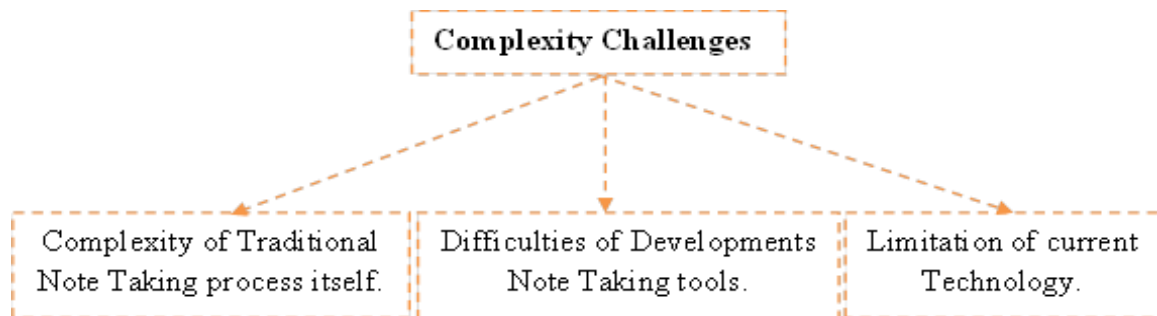 Complexity Challenges
Complexity of Traditional
Note Taking process itself.
Difficulties of Developments
Note Taking tools.
Limitation of current
Technology.